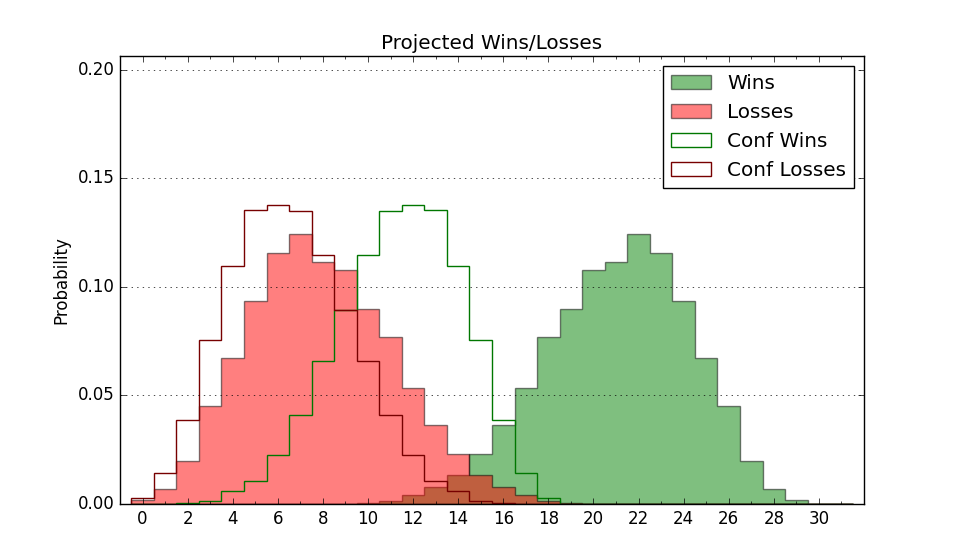 Projected Wins/Losses
0.20
0.15
0.10
0.05
0.00
Probability
Wins
Losses
Conf Wins
Conf Losses
0 2 4 6 8 10 12 14 16 18 20 22 24 26 28 30